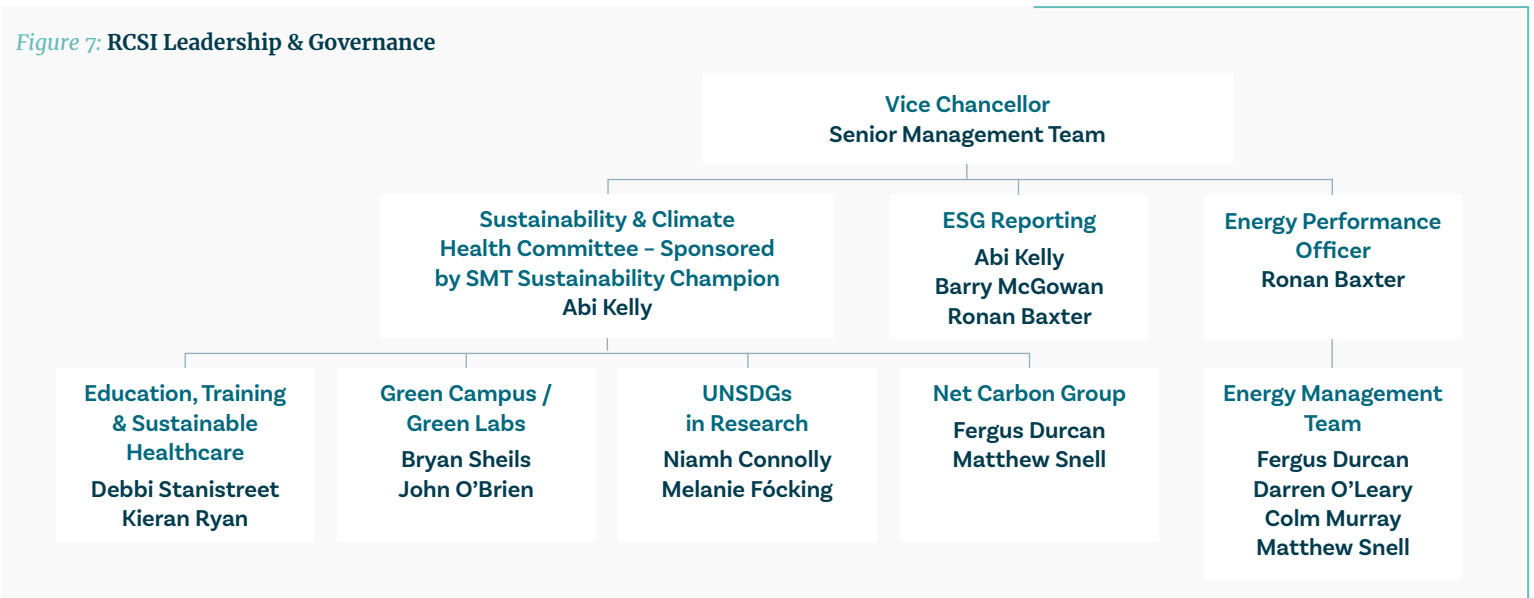 Figure 7: RCSI Leadership & Governance
Vice Chancellor
Senior Management Team
Sustainability & Climate
Health Committee – Sponsored
by SMT Sustainability Champion
Abi Kelly
ESG Reporting
Abi Kelly
Barry McGowan
Ronan Baxter
Energy Performance
Officer
Ronan Baxter
Education, Training
& Sustainable
Healthcare
Debbi Stanistreet
Kieran Ryan
Green Campus /
Green Labs
Bryan Sheils
John O’Brien
UNSDGs
in Research
Niamh Connolly
Melanie Fócking
Net Carbon Group
Fergus Durcan
Matthew Snell
Energy Management
Team
Fergus Durcan
Darren O’Leary
Colm Murray
Matthew Snell